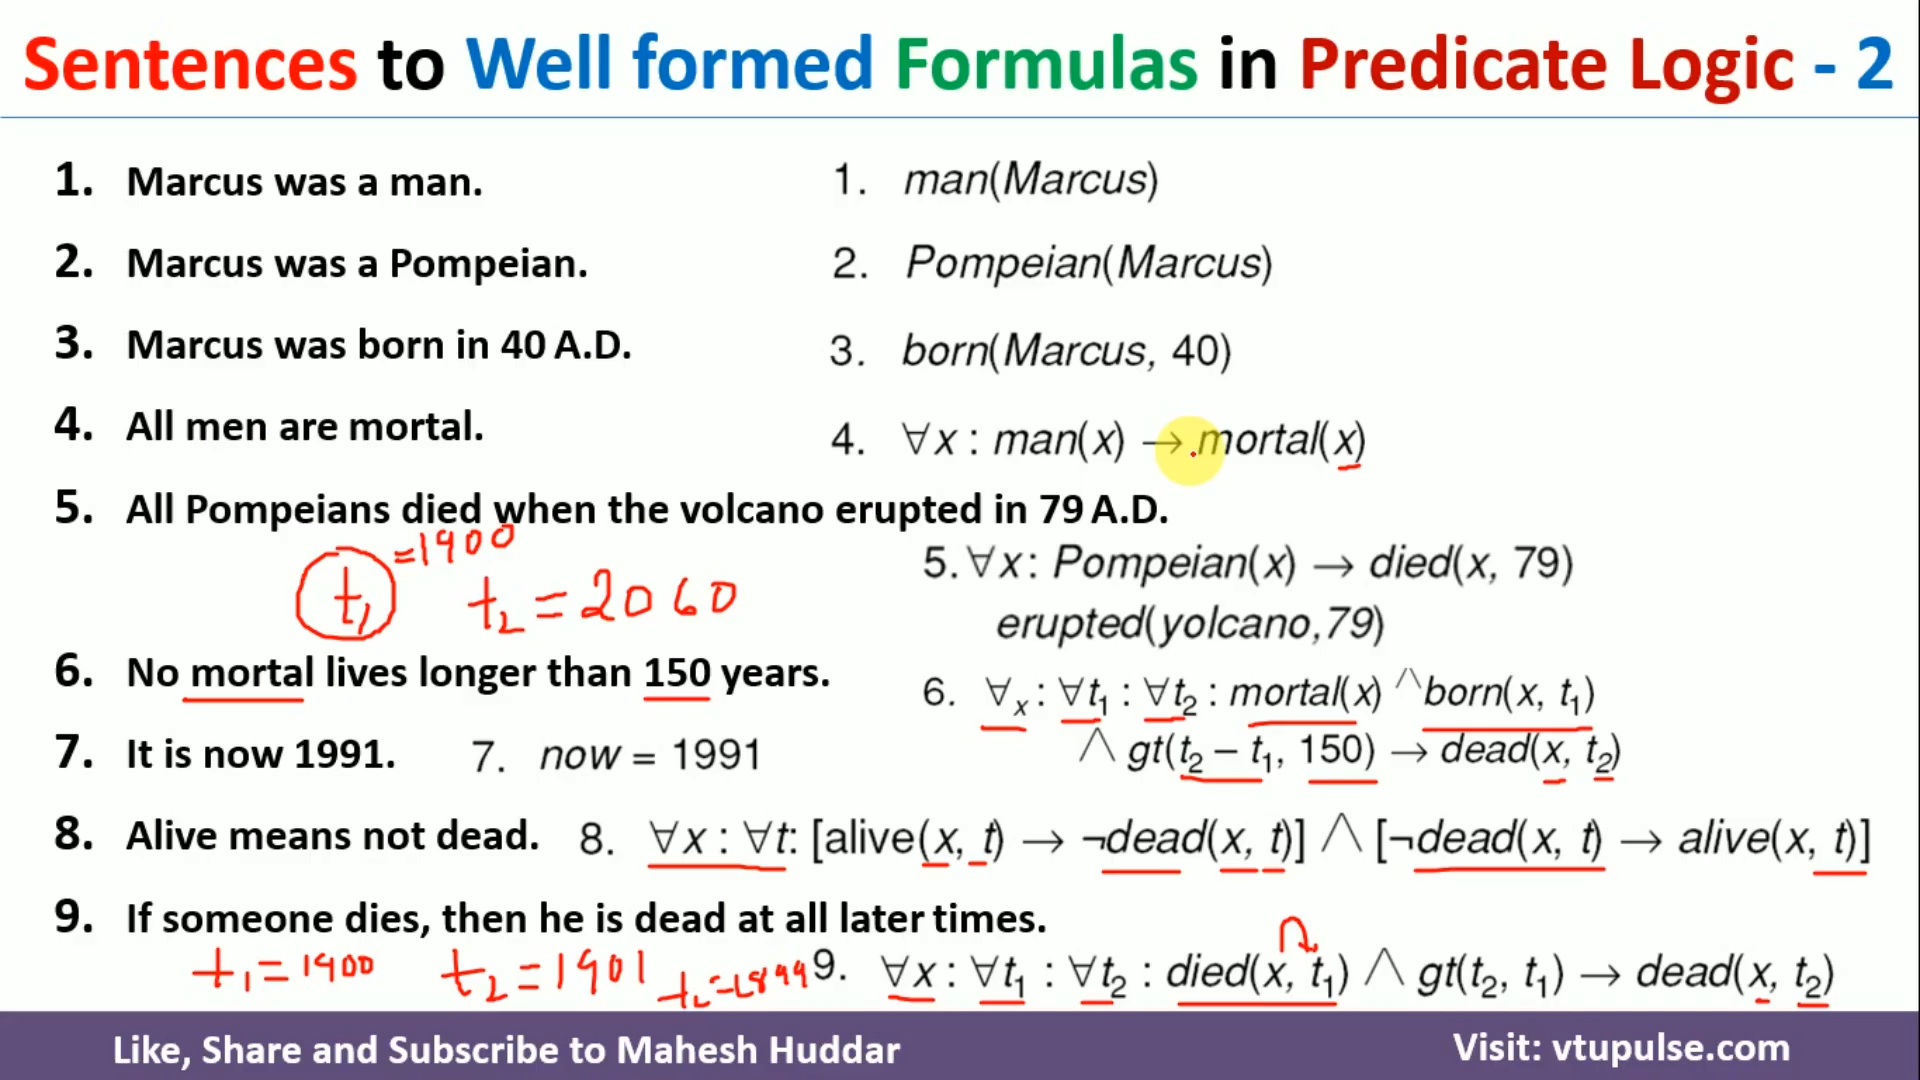 Sentences to Well formed Formulas in Predicate Logic - 2
1. Marcus was a man.
1. man(Marcus)
2. Marcus was a Pompeian.
2. Pompeian(Marcus)
3. Marcus was born in 40 A.D.
3. born(Marcus, 40)
4. All men are mortal.
4. ∀x : man(x) → mortal(x)
5. All Pompeians died when the volcano erupted in 79 A.D.
t₁ =1900 t₂ = 2060
5. ∀x : Pompeian(x) → died(x, 79)
erupted(volcano,79)
6. No mortal lives longer than 150 years.
6. ∀ₓ : ∀t₁ : ∀t₂ : mortal(x) ∧ born(x, t₁)
∧ gt(t₂ – t₁, 150) → dead(x, t₂)
7. It is now 1991.
7. now = 1991
8. Alive means not dead.
8. ∀x : ∀t: [alive(x, t) → ¬dead(x, t)] ∧ [¬dead(x, t) → alive(x, t)]
9. If someone dies, then he is dead at all later times.
t₁ = 1900 t₂ = 1901 t₂ = 1899
9. ∀x : ∀t₁ : ∀t₂ : died(x, t₁) ∧ gt(t₂, t₁) → dead(x, t₂)
Like, Share and Subscribe to Mahesh Huddar
Visit: vtupulse.com